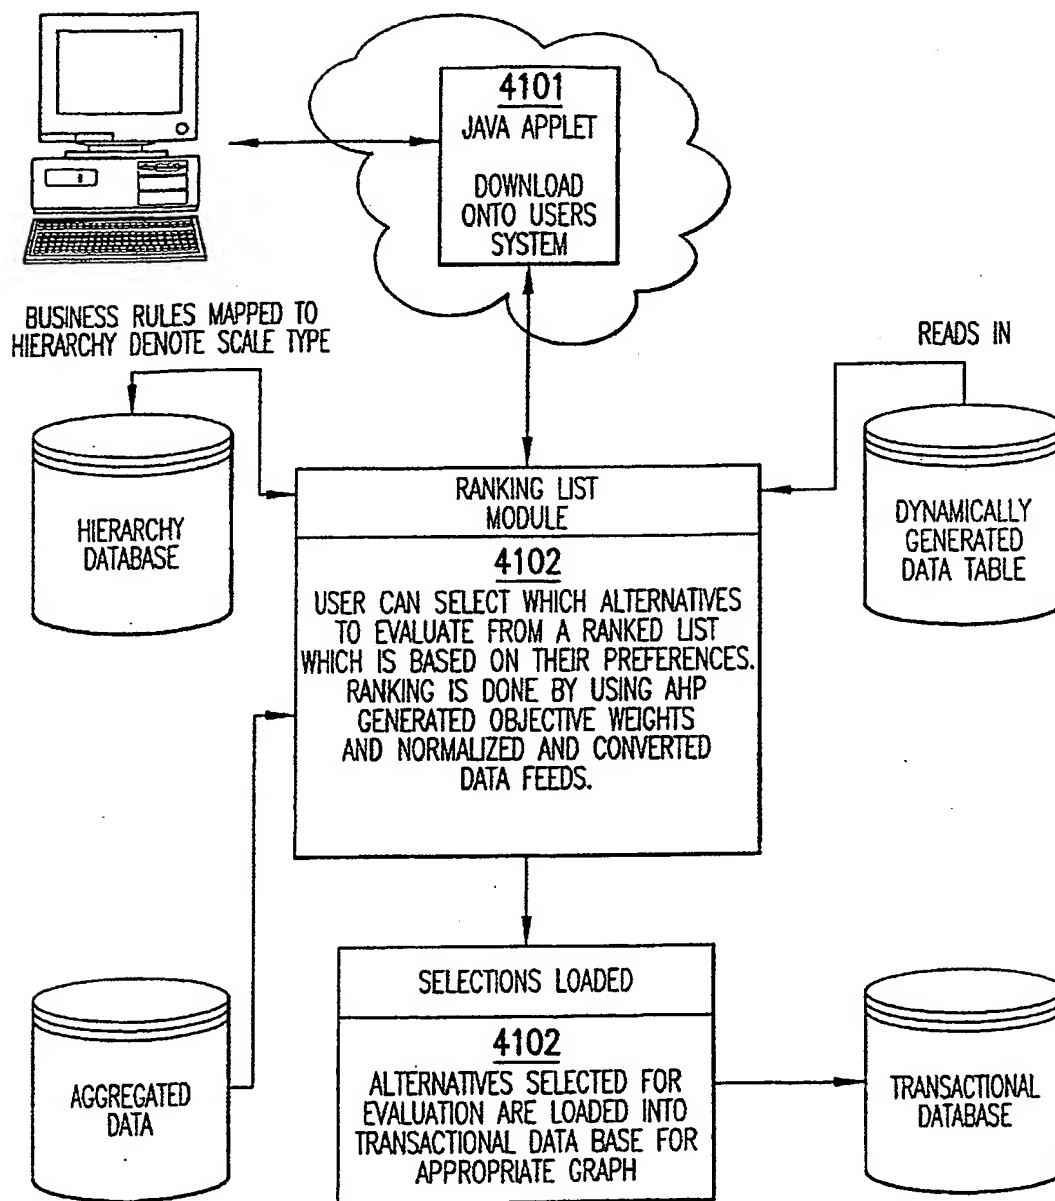 4101
JAVA APPLET
DOWNLOAD
ONTO USERS
SYSTEM
BUSINESS RULES MAPPED TO
HIERARCHY DENOTE SCALE TYPE
READS IN
HIERARCHY
DATABASE
RANKING LIST
MODULE
DYNAMICALLY
GENERATED
DATA TABLE
4102
USER CAN SELECT WHICH ALTERNATIVES
TO EVALUATE FROM A RANKED LIST
WHICH IS BASED ON THEIR PREFERENCES.
RANKING IS DONE BY USING AHP
GENERATED OBJECTIVE WEIGHTS
AND NORMALIZED AND CONVERTED
DATA FEEDS.
SELECTIONS LOADED
AGGREGATED
DATA
4102
ALTERNATIVES SELECTED FOR
EVALUATION ARE LOADED INTO
TRANSACTIONAL DATA BASE FOR
APPROPRIATE GRAPH
TRANSACTIONAL
DATABASE